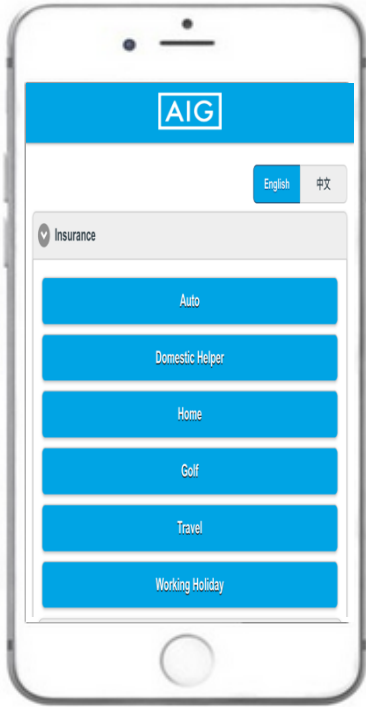 AIG
English 中文
Insurance
Auto
Domestic Helper
Home
Golf
Travel
Working Holiday